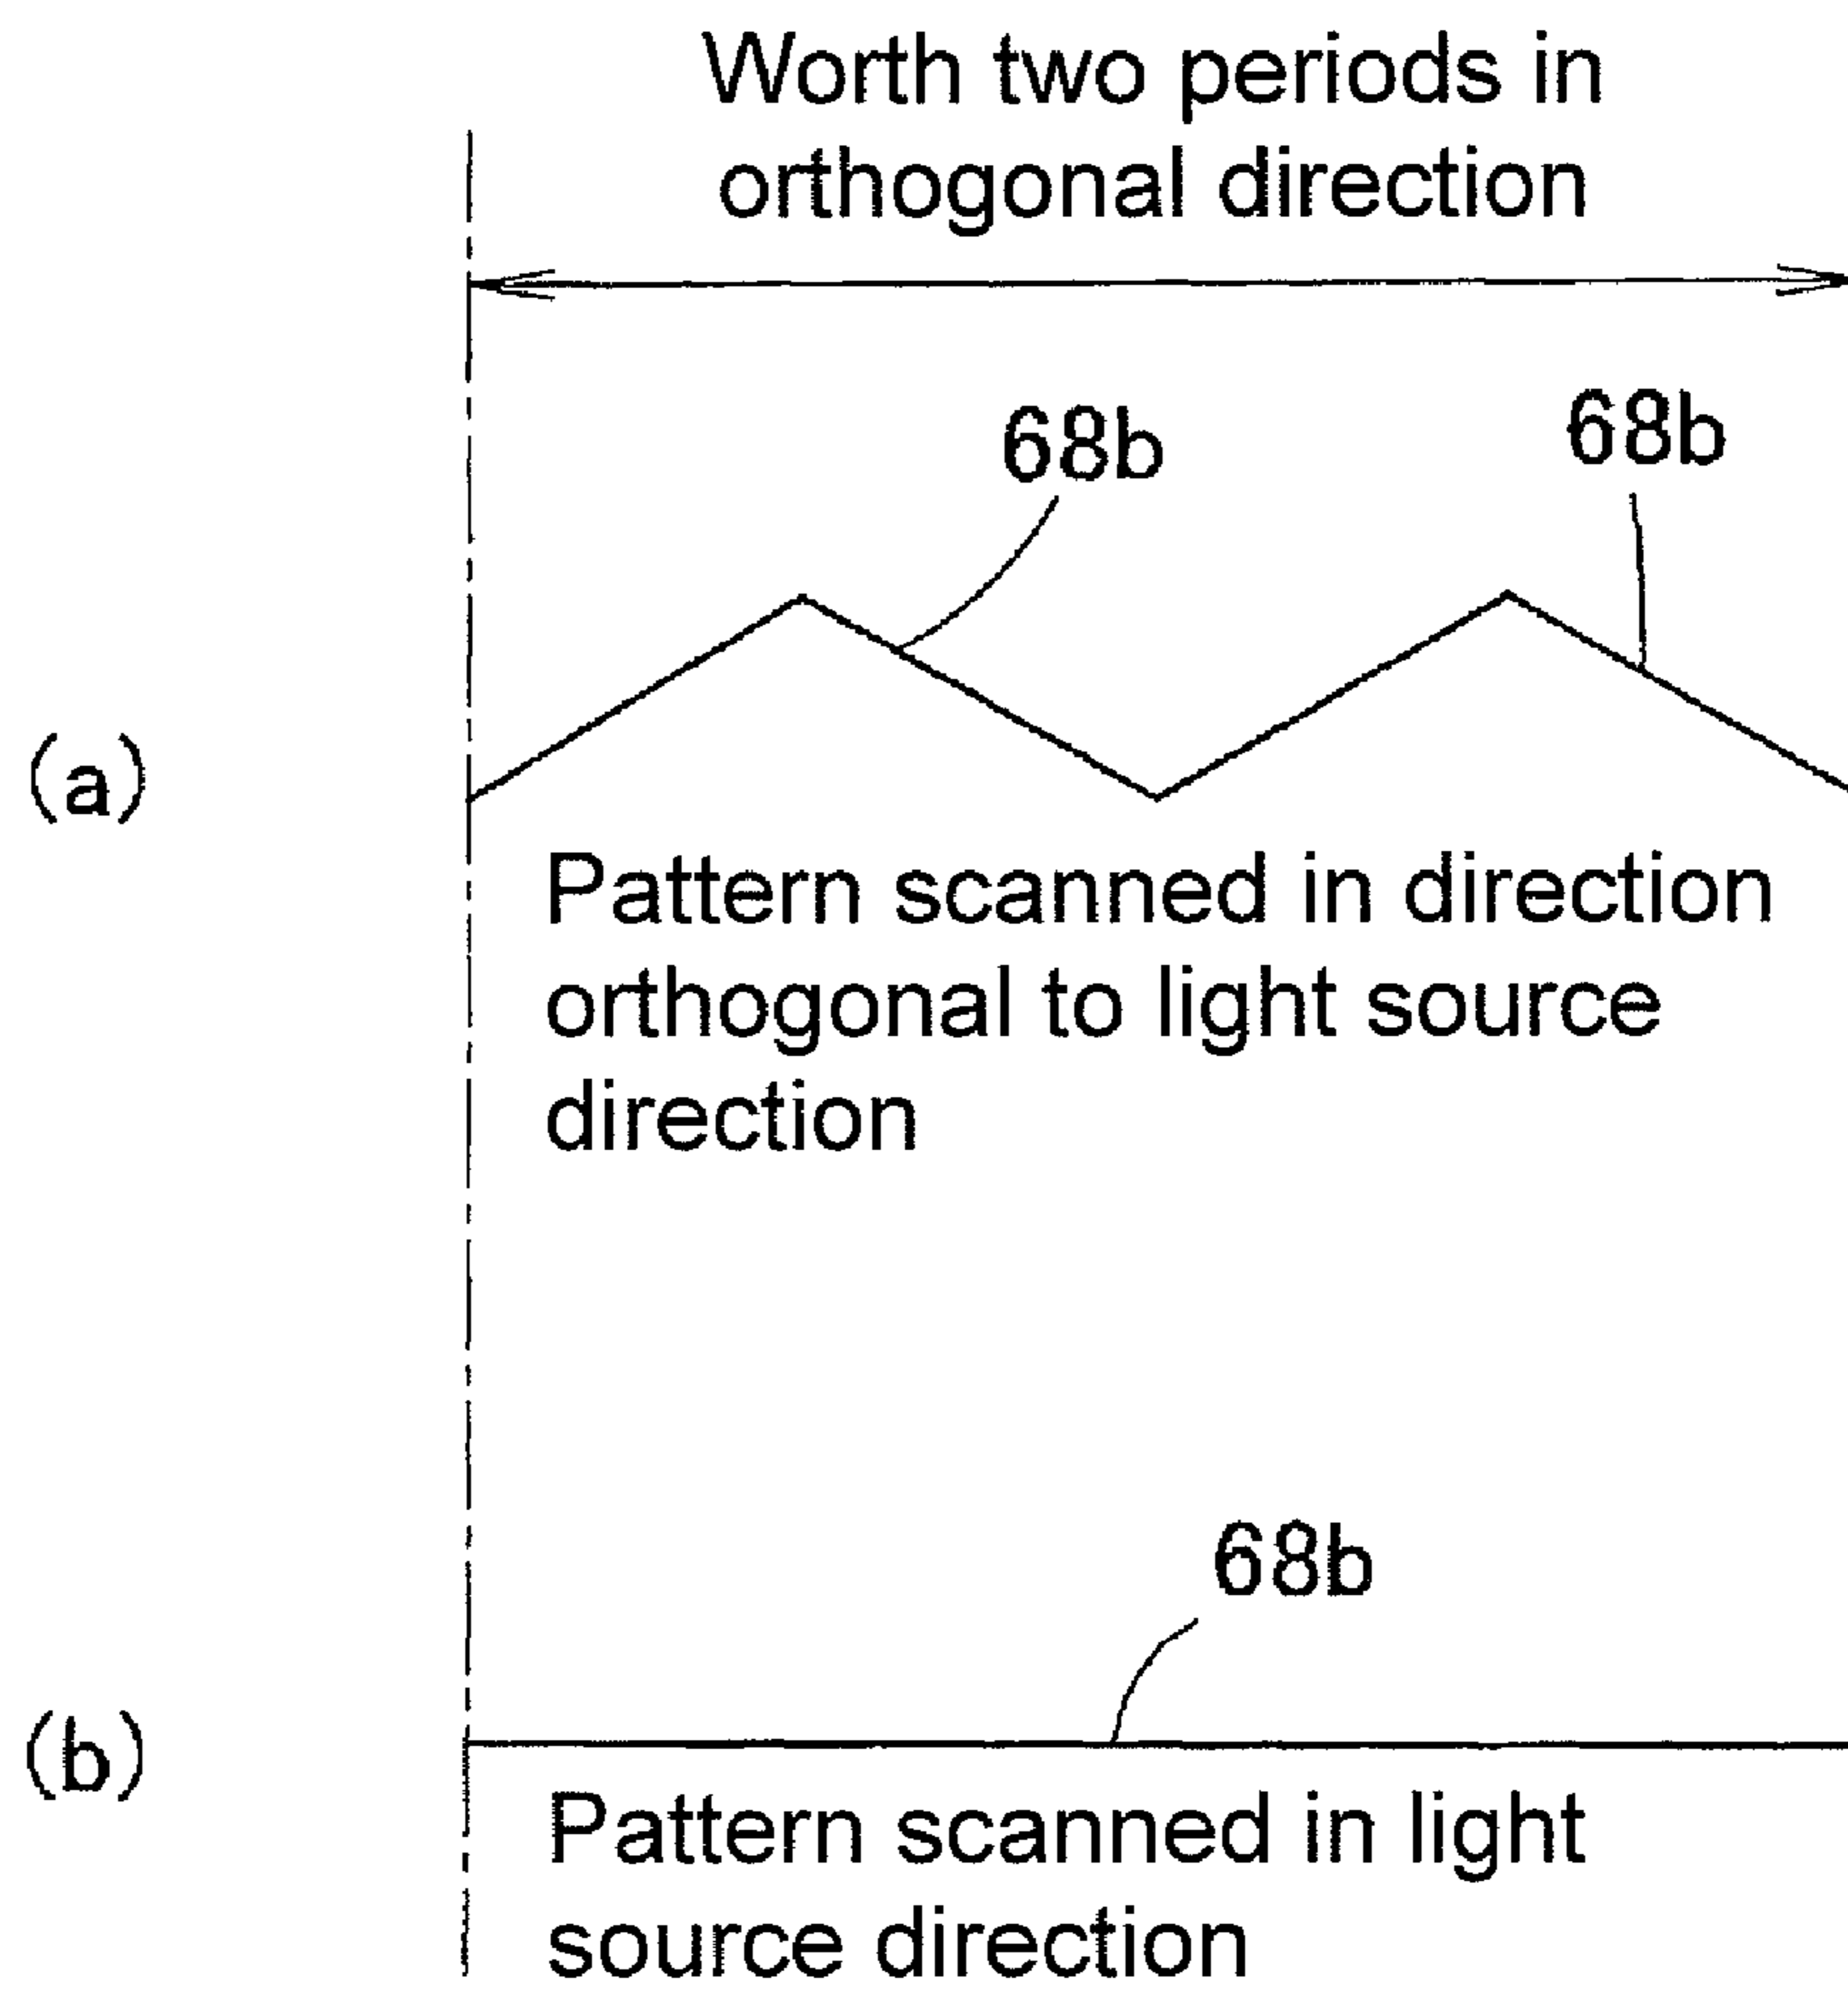 Worth two periods in
orthogonal direction
68b
68b
(a)
Pattern scanned in direction
orthogonal to light source
direction
68b
(b)
Pattern scanned in light
source direction